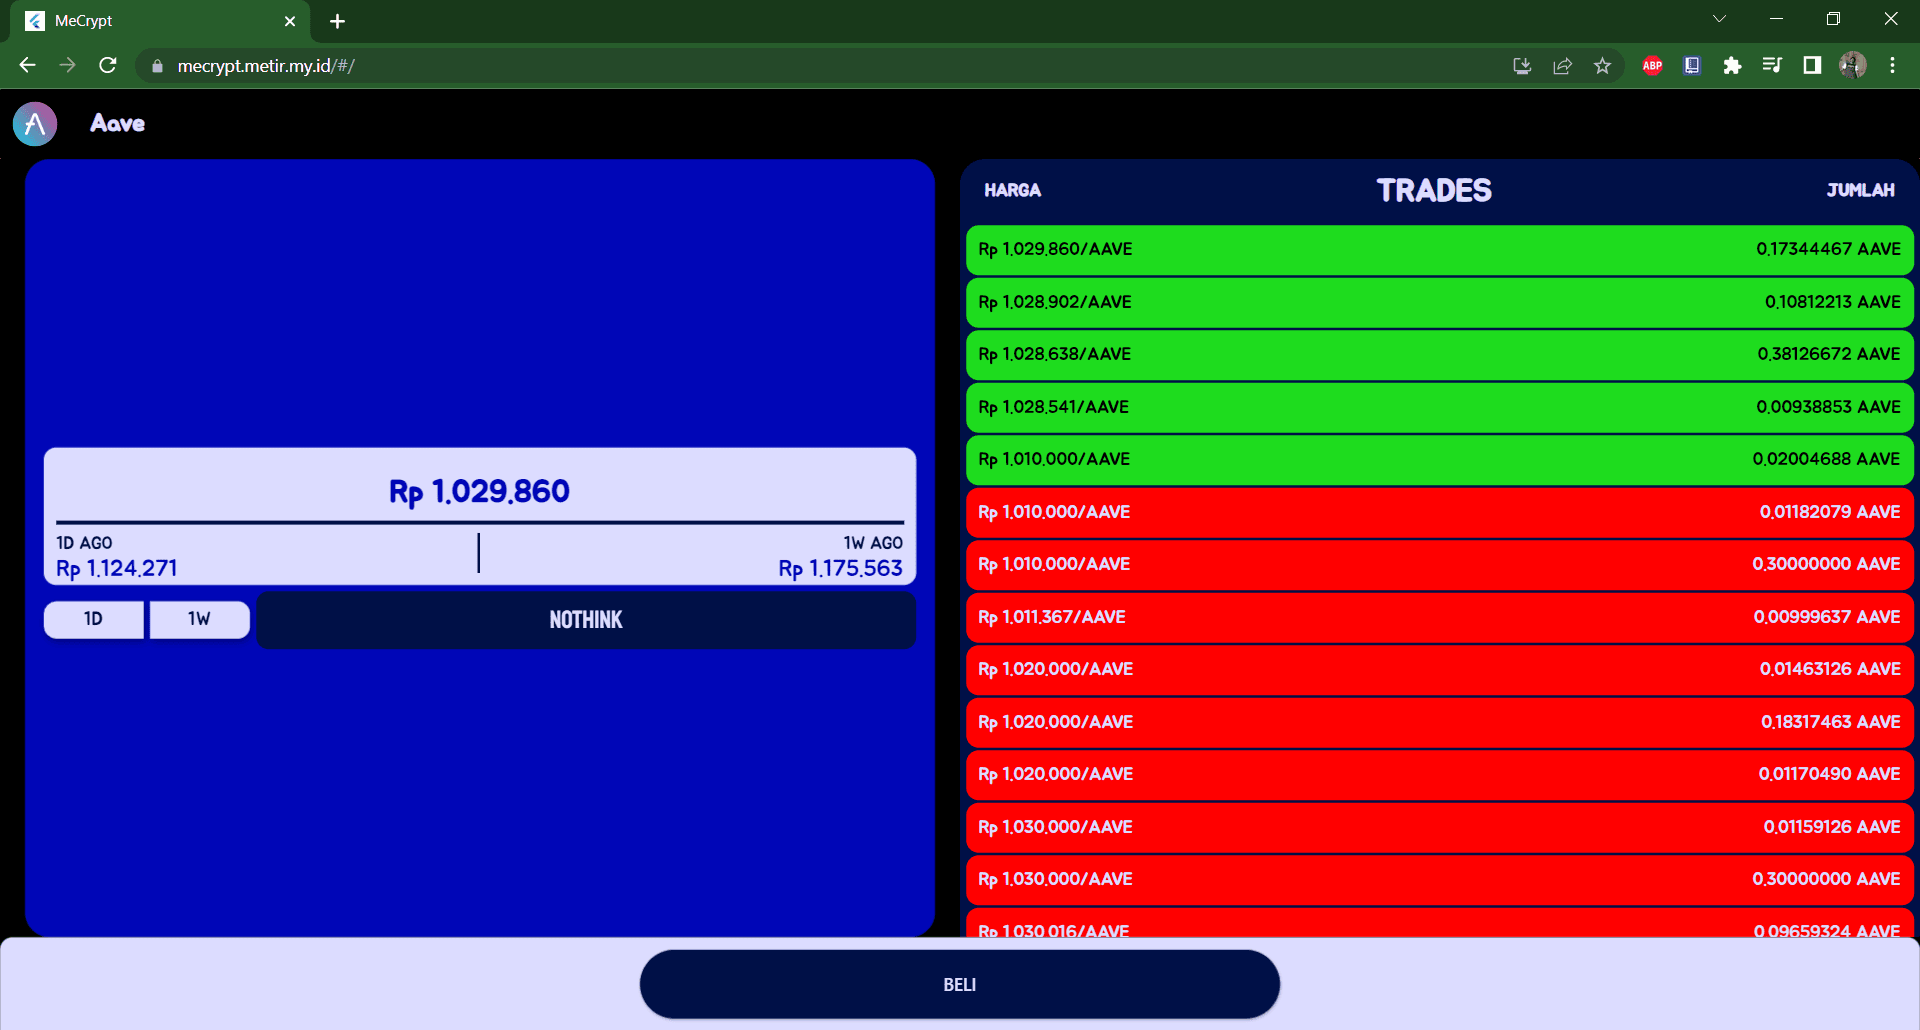 MeCrypt
mecrypt.metir.my.id/#/
ABP
Aave
Rp 1.029.860
1D AGO
Rp 1.124.271
1W AGO
Rp 1.175.563
1D
1W
NOTHINK
HARGA TRADES JUMLAH
Rp 1.029.860/AAVE 0.17344467 AAVE
Rp 1.028.902/AAVE 0.10812213 AAVE
Rp 1.028.638/AAVE 0.38126672 AAVE
Rp 1.028.541/AAVE 0.00938853 AAVE
Rp 1.010.000/AAVE 0.02004688 AAVE
Rp 1.010.000/AAVE 0.01182079 AAVE
Rp 1.010.000/AAVE 0.30000000 AAVE
Rp 1.011.367/AAVE 0.00999637 AAVE
Rp 1.020.000/AAVE 0.01463126 AAVE
Rp 1.020.000/AAVE 0.18317463 AAVE
Rp 1.020.000/AAVE 0.01170490 AAVE
Rp 1.030.000/AAVE 0.01159126 AAVE
Rp 1.030.000/AAVE 0.30000000 AAVE
Rp 1.030.016/AAVE 0.09659324 AAVE
BELI